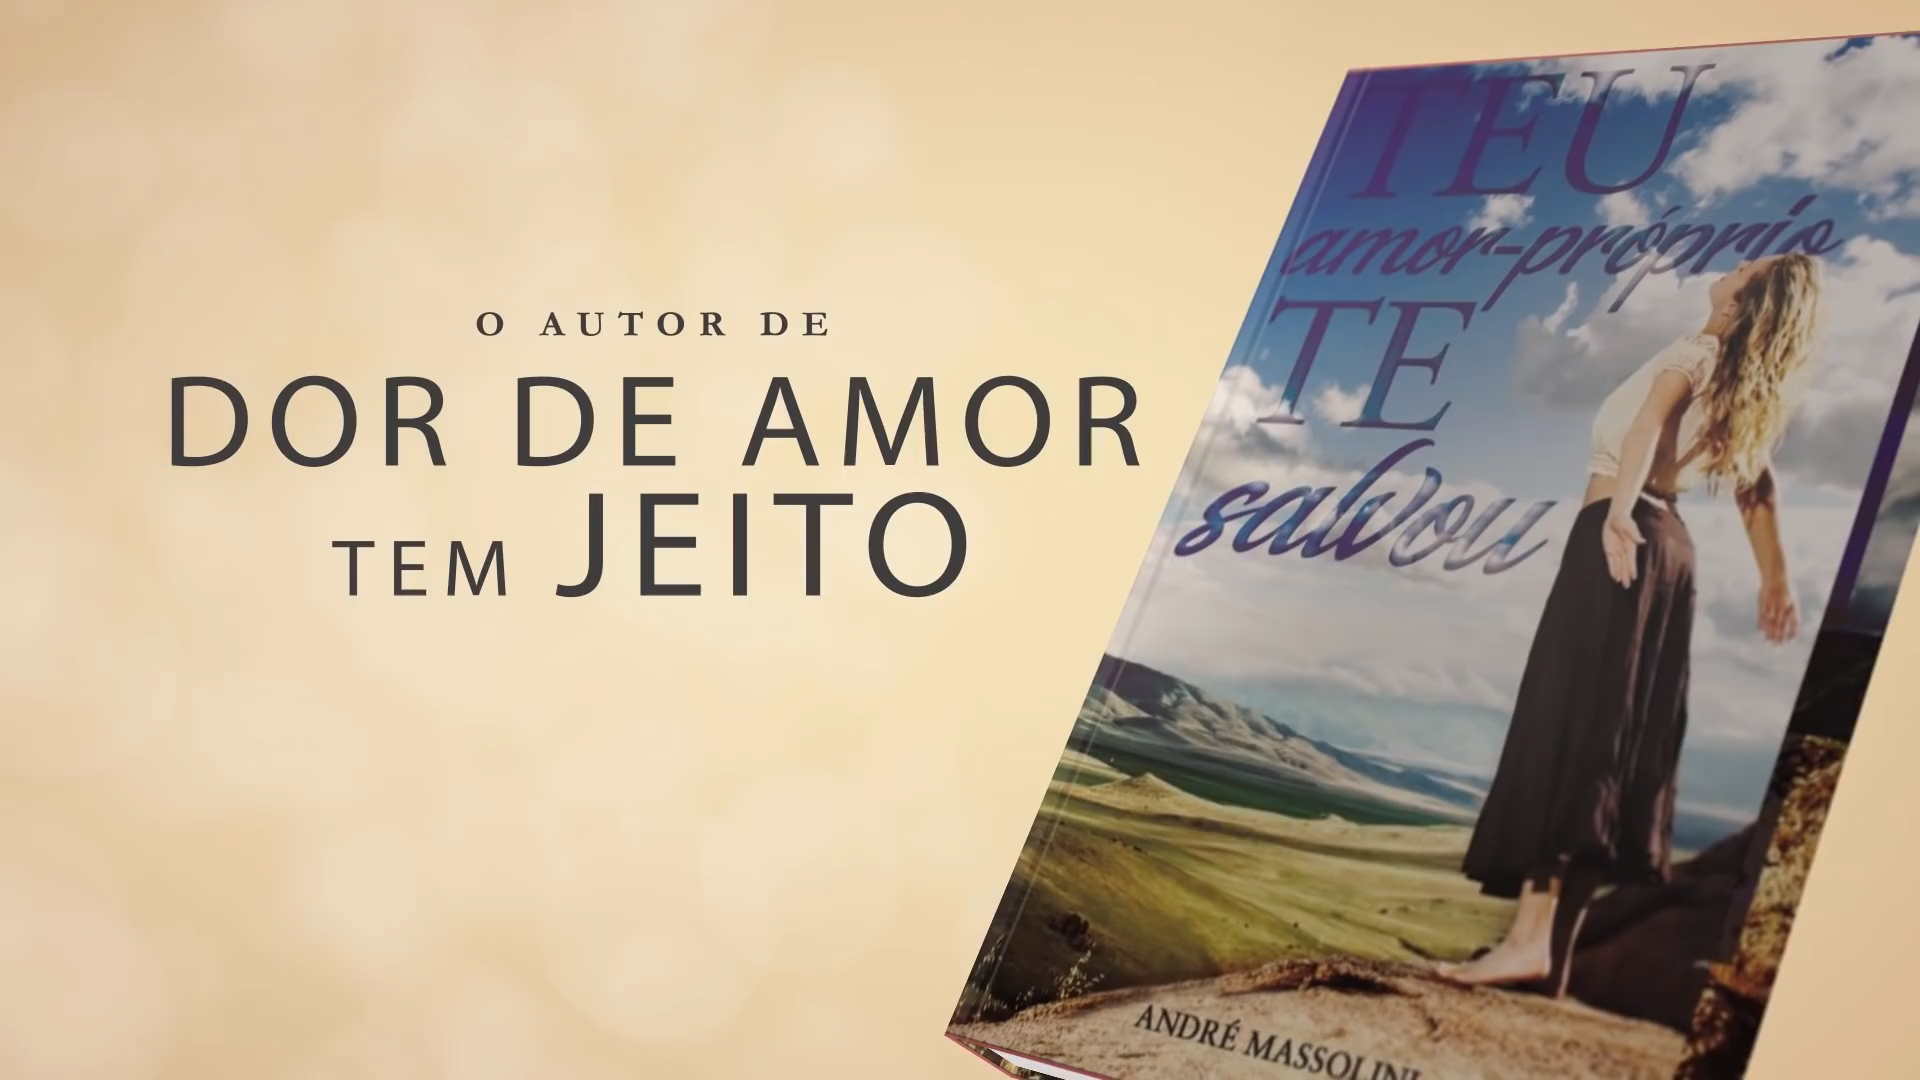 O AUTOR DE
DOR DE AMOR
TEM JEITO
TEU
amor-próprio
TE
salvou
ANDRÉ MASSOLINI